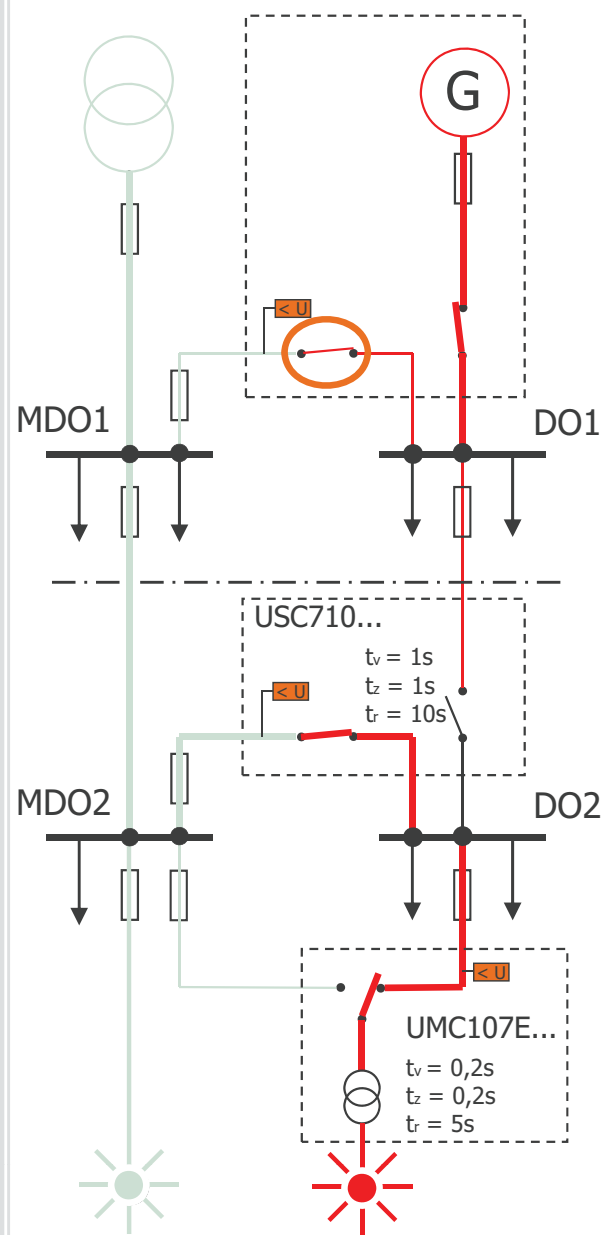 G
< U
MDO1
DO1
USC710...
tv = 1s
tz = 1s
tr = 10s
< U
MDO2
DO2
< U
UMC107E...
tv = 0,2s
tz = 0,2s
tr = 5s